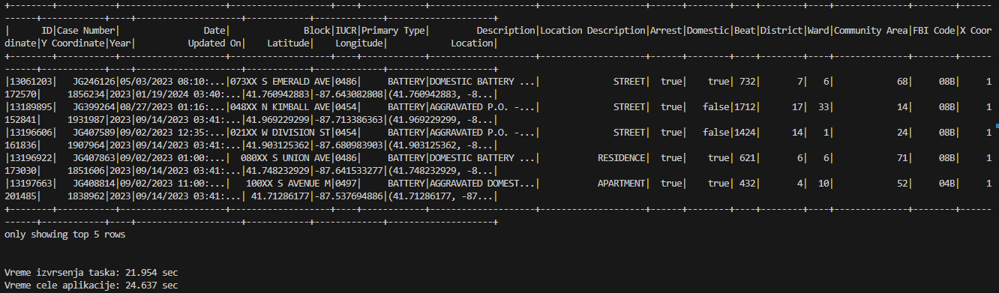 +--------+-----------+--------------------+--------------------+----+------------+--------------------+--------------------+------+--------+----+--------+----+--------------+--------+------
------+------------+----+--------------------+------------+-------------+--------------------+
|      ID|Case Number|                Date|               Block|IUCR|Primary Type|         Description|Location Description|Arrest|Domestic|Beat|District|Ward|Community Area|FBI Code|X Coor
dinate|Y Coordinate|Year|          Updated On|    Latitude|    Longitude|            Location|
+--------+-----------+--------------------+--------------------+----+------------+--------------------+--------------------+------+--------+----+--------+----+--------------+--------+------
------+------------+----+--------------------+------------+-------------+--------------------+
|13061203|   JG246126|05/03/2023 08:10:...|073XX S EMERALD AVE|0486|     BATTERY|DOMESTIC BATTERY ...|              STREET|  true|    true| 732|       7|   6|            68|     08B|     1
172570|     1856234|2023|01/19/2024 03:40:...|41.760942883|-87.643082808|(41.760942883, -8...|
|13189895|   JG399264|08/27/2023 01:16:...|048XX N KIMBALL AVE|0454|     BATTERY|AGGRAVATED P.O. -...|              STREET|  true|   false|1712|      17|  33|            14|     08B|     1
152841|     1931987|2023|09/14/2023 03:41:...|41.969229299|-87.713386363|(41.969229299, -8...|
|13196606|   JG407589|09/02/2023 12:35:...|021XX W DIVISION ST|0454|     BATTERY|AGGRAVATED P.O. -...|              STREET|  true|   false|1424|      14|   1|            24|     08B|     1
161836|     1907964|2023|09/14/2023 03:41:...|41.903125362|-87.680983903|(41.903125362, -8...|
|13196922|   JG407863|09/02/2023 01:00:...|  080XX S UNION AVE|0486|     BATTERY|DOMESTIC BATTERY ...|           RESIDENCE|  true|    true| 621|       6|   6|            71|     08B|     1
173030|     1851606|2023|09/14/2023 03:41:...|41.748232929|-87.641533277|(41.748232929, -8...|
|13197663|   JG408814|09/02/2023 11:00:...|   100XX S AVENUE M|0497|     BATTERY|AGGRAVATED DOMEST...|           APARTMENT|  true|    true| 432|       4|  10|            52|     04B|     1
201485|     1838962|2023|09/14/2023 03:41:...| 41.71286177|-87.537694886|(41.71286177, -87...|
+--------+-----------+--------------------+--------------------+----+------------+--------------------+--------------------+------+--------+----+--------+----+--------------+--------+------
------+------------+----+--------------------+------------+-------------+--------------------+
only showing top 5 rows
Vreme izvrsenja taska: 21.954 sec
Vreme cele aplikacije: 24.637 sec